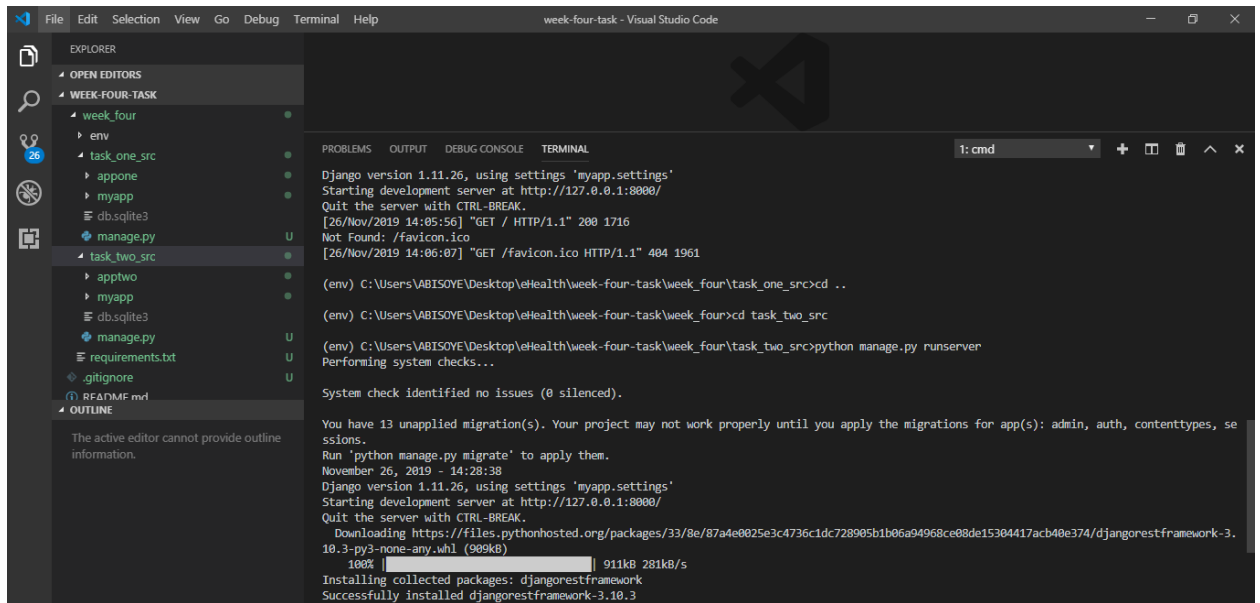 File Edit Selection View Go Debug Terminal Help
week-four-task - Visual Studio Code
EXPLORER
OPEN EDITORS
WEEK-FOUR-TASK
week_four
env
task_one_src
appone
myapp
db.sqlite3
manage.py U
task_two_src
apptwo
myapp
db.sqlite3
manage.py U
requirements.txt U
.gitignore U
README.md
OUTLINE
The active editor cannot provide outline
information.
26
PROBLEMS OUTPUT DEBUG CONSOLE TERMINAL
1: cmd
Django version 1.11.26, using settings 'myapp.settings'
Starting development server at http://127.0.0.1:8000/
Quit the server with CTRL-BREAK.
[26/Nov/2019 14:05:56] "GET / HTTP/1.1" 200 1716
Not Found: /favicon.ico
[26/Nov/2019 14:06:07] "GET /favicon.ico HTTP/1.1" 404 1961
(env) C:\Users\ABISOYE\Desktop\eHealth\week-four-task\week_four\task_one_src>cd ..
(env) C:\Users\ABISOYE\Desktop\eHealth\week-four-task\week_four>cd task_two_src
(env) C:\Users\ABISOYE\Desktop\eHealth\week-four-task\week_four\task_two_src>python manage.py runserver
Performing system checks...
System check identified no issues (0 silenced).
You have 13 unapplied migration(s). Your project may not work properly until you apply the migrations for app(s): admin, auth, contenttypes, se
ssions.
Run 'python manage.py migrate' to apply them.
November 26, 2019 - 14:28:38
Django version 1.11.26, using settings 'myapp.settings'
Starting development server at http://127.0.0.1:8000/
Quit the server with CTRL-BREAK.
Downloading https://files.pythonhosted.org/packages/33/8e/87a4e0025e3c4736c1dc728905b1b06a94968ce08de15304417acb40e374/djangorestframework-3.
10.3-py3-none-any.whl (909kB)
100% | | 911kB 281kB/s
Installing collected packages: djangorestframework
Successfully installed djangorestframework-3.10.3